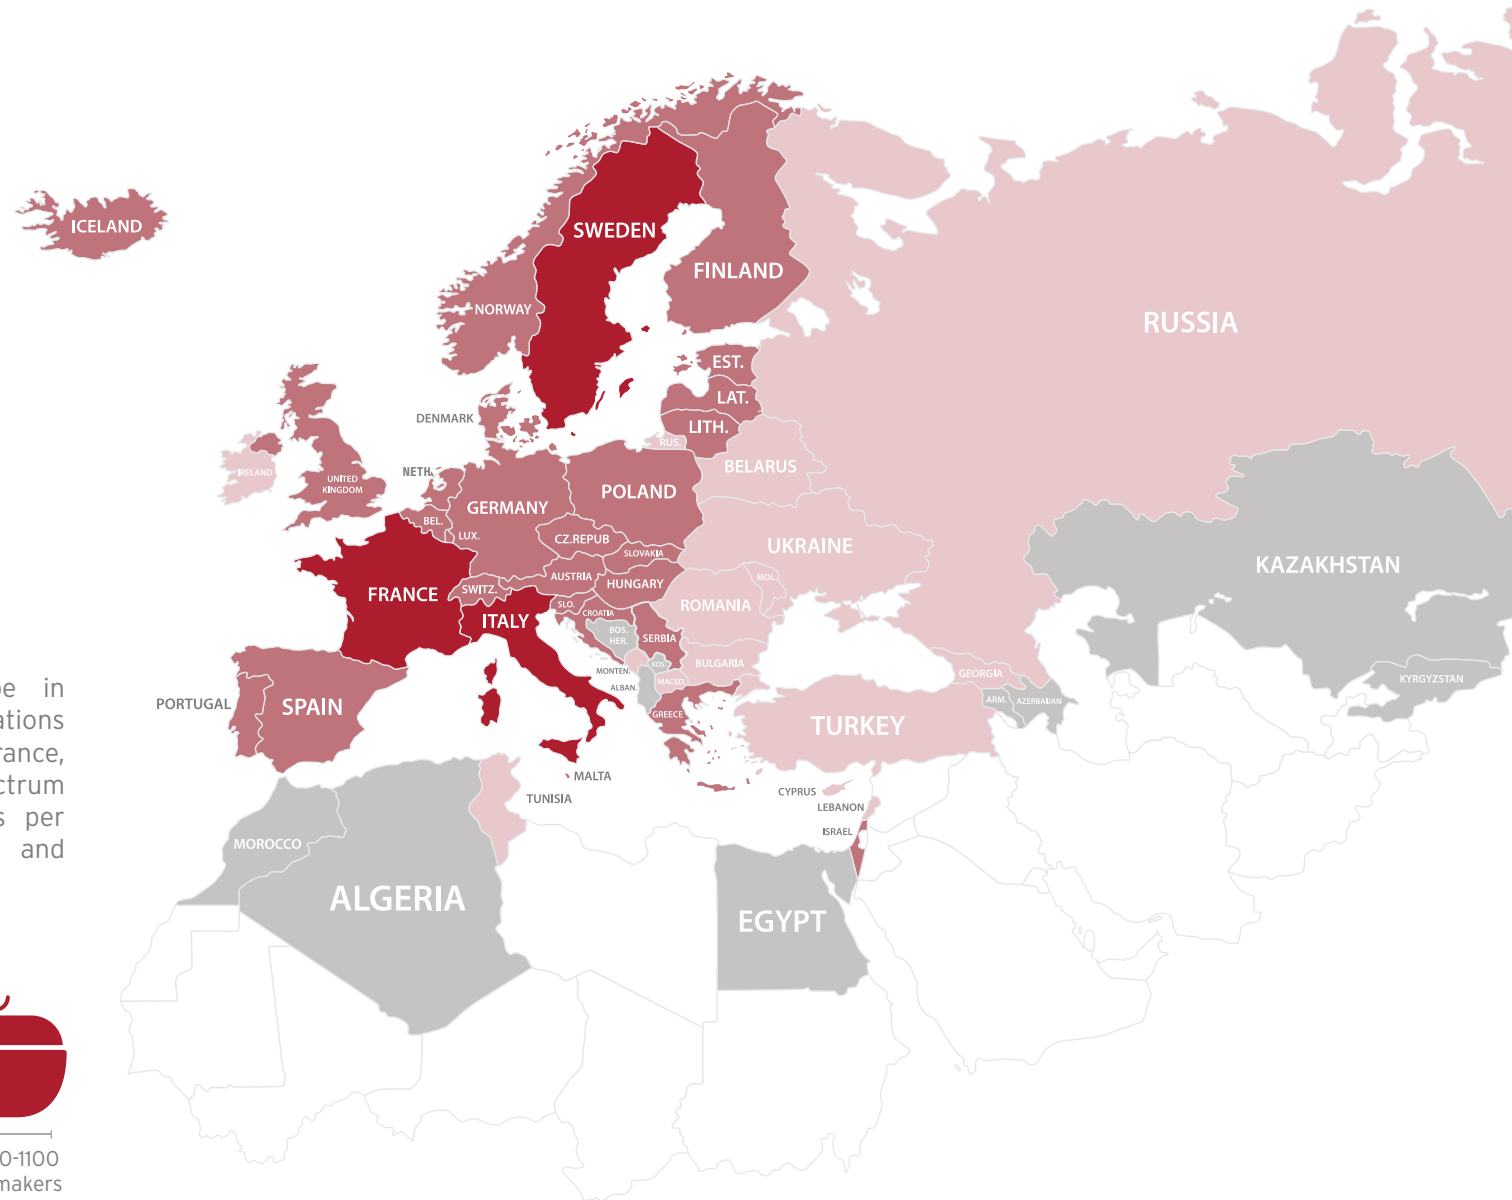 ICELAND
SWEDEN
FINLAND
NORWAY
RUSSIA
EST.
LAT.
DENMARK
LITH.
RUS.
BELARUS
NETH.
IRELAND
UNITED
KINGDOM
POLAND
GERMANY
BEL.
LUX.
CZ.REPUB
SLOVAKIA
UKRAINE
KAZAKHSTAN
AUSTRIA
HUNGARY
MOL.
FRANCE
SWITZ.
SLO.
ROMANIA
ITALY
CROATIA
BOS.
HER.
SERBIA
MONTEN.
KOS.
BULGARIA
GEORGIA
KYRGYZSTAN
ALBAN.
MACED.
ARM.
AZERBAIJAN
PORTUGAL
SPAIN
GREECE
TURKEY
MALTA
TUNISIA
CYPRUS
LEBANON
ISRAEL
MOROCCO
ALGERIA
EGYPT
in
and
per
0-1100
makers